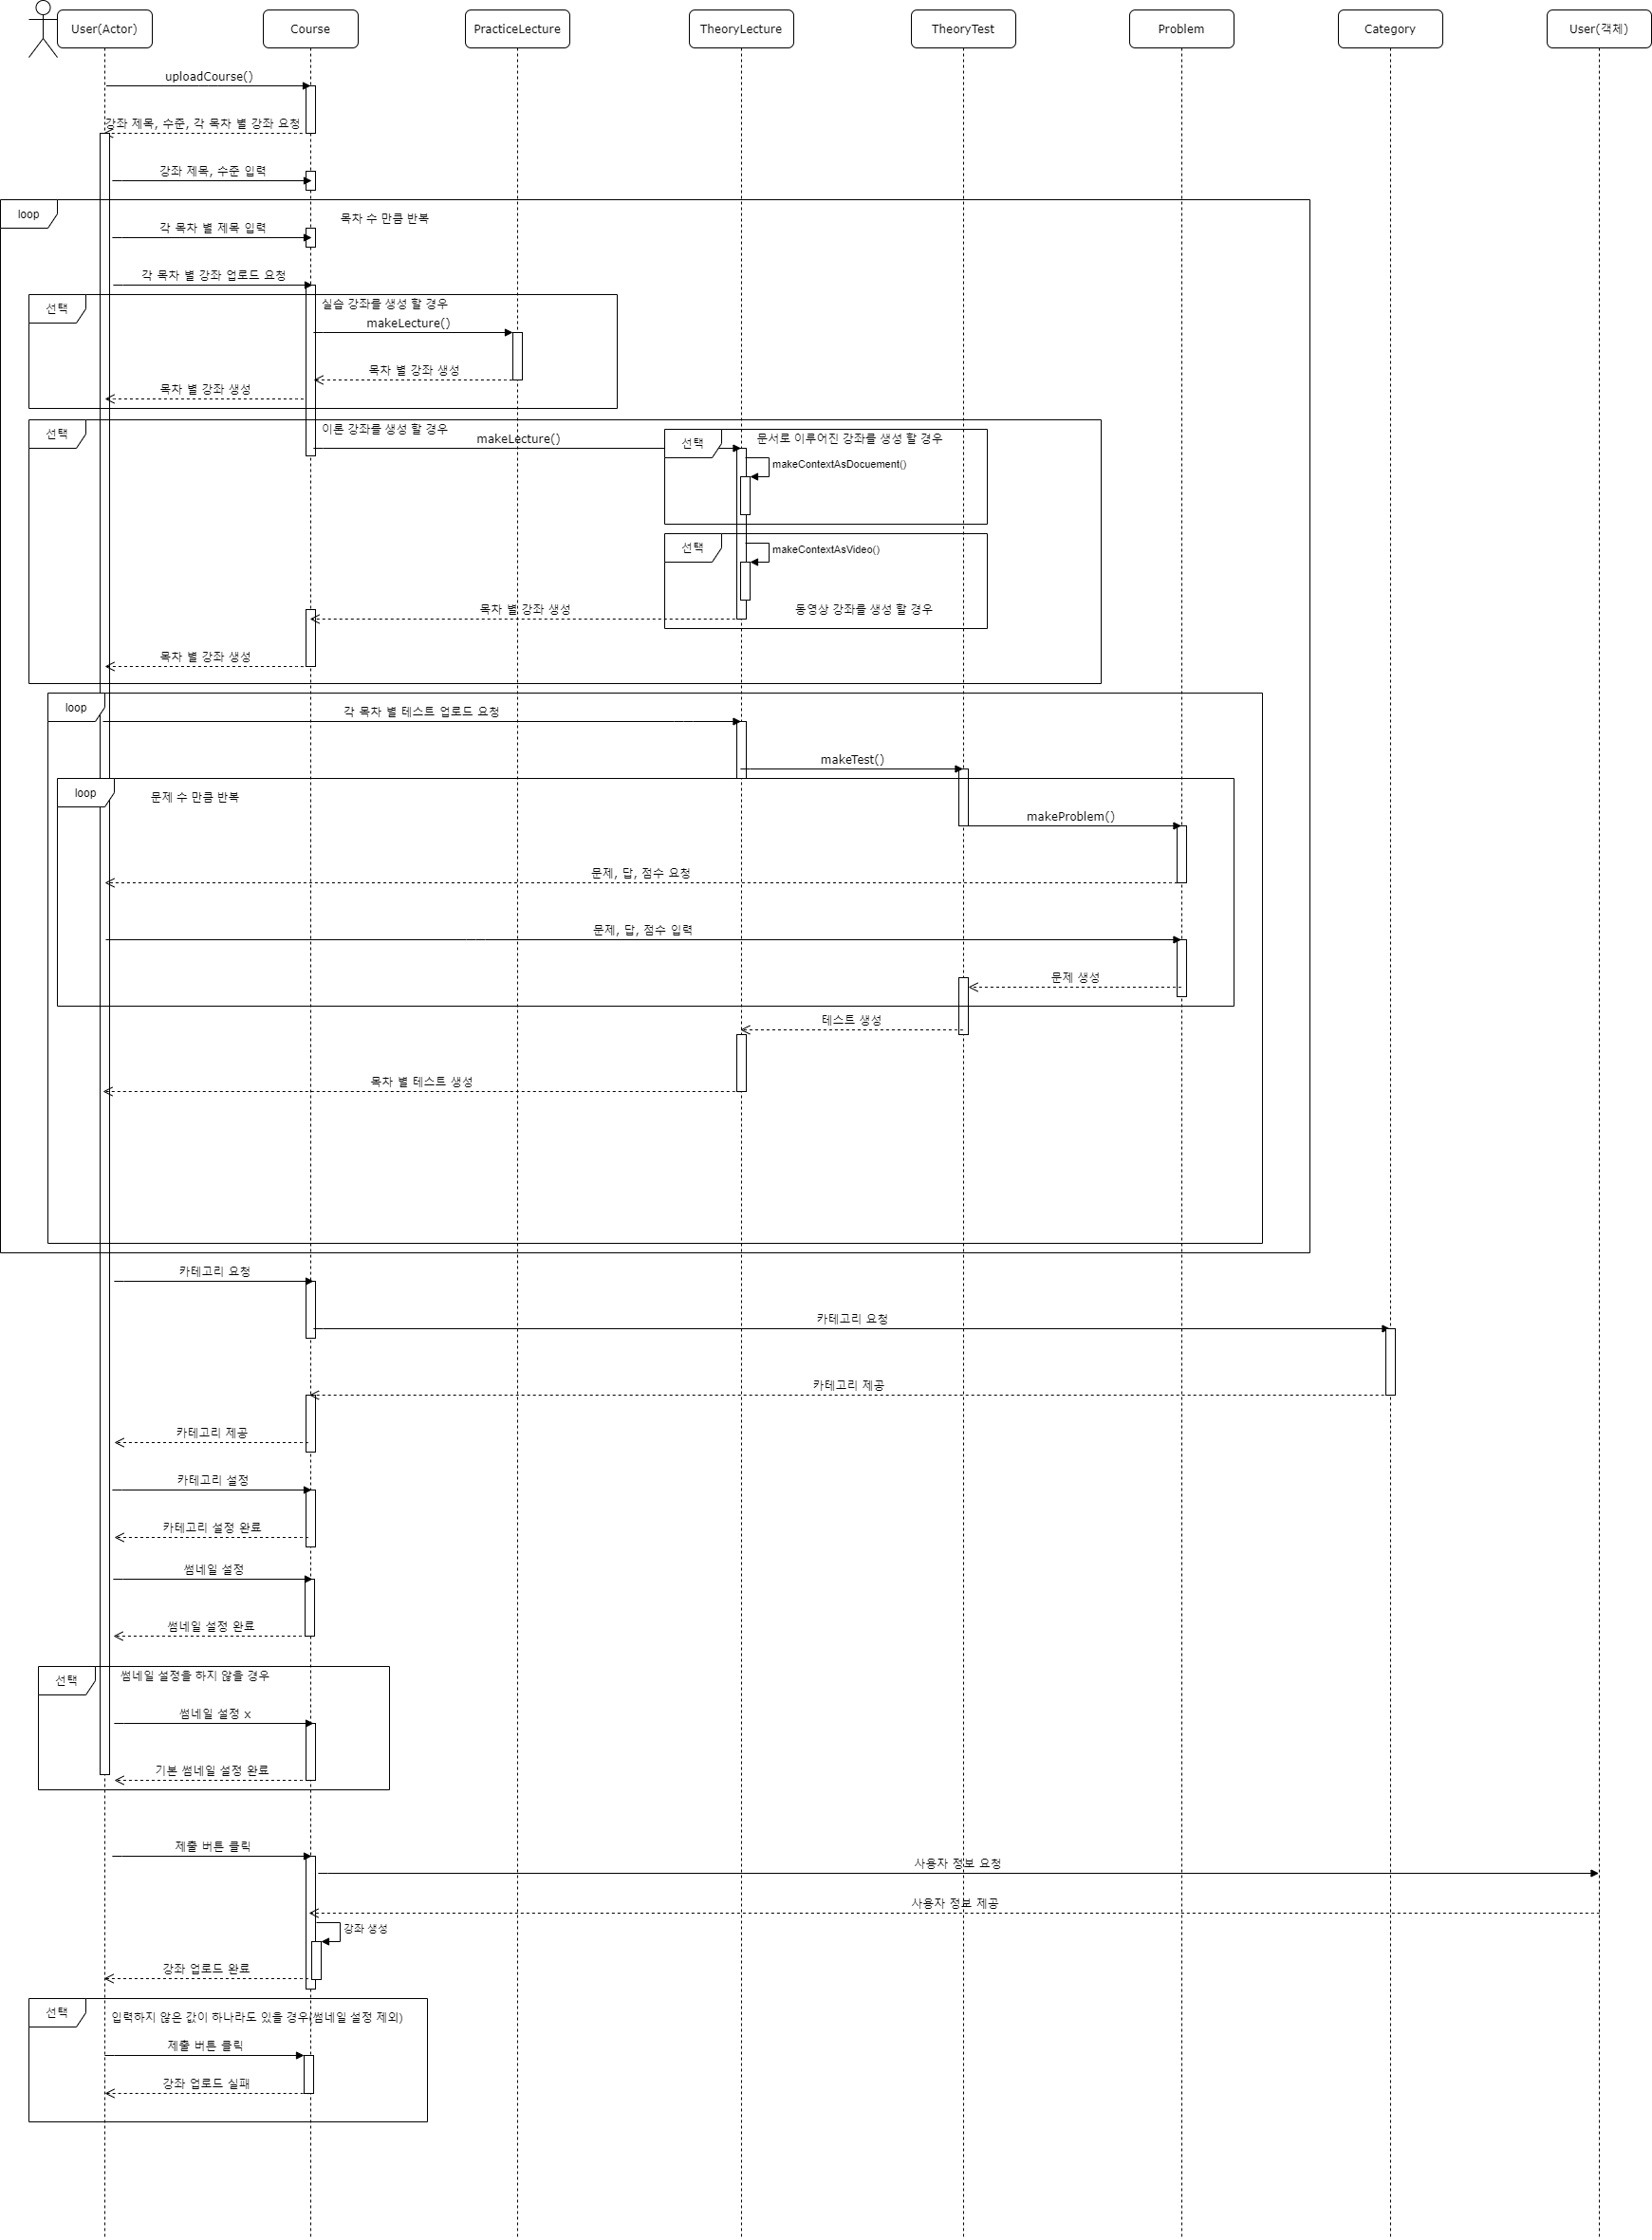 User(Actor)
Course
PracticeLecture
TheoryLecture
TheoryTest
Problem
Category
User(객체)
uploadCourse()
강좌 제목, 수준, 각 목차 별 강좌 요청
강좌 제목, 수준 입력
loop
목차 수 만큼 반복
각 목차 별 제목 입력
각 목차 별 강좌 업로드 요청
선택
실습 강좌를 생성 할 경우
makeLecture()
목차 별 강좌 생성
목차 별 강좌 생성
선택
이론 강좌를 생성 할 경우
makeLecture()
선택
문서로 이루어진 강좌를 생성 할 경우
makeContextAsDocuement()
선택
makeContextAsVideo()
목차 별 강좌 생성
동영상 강좌를 생성 할 경우
목차 별 강좌 생성
loop
각 목차 별 테스트 업로드 요청
makeTest()
loop
문제 수 만큼 반복
makeProblem()
문제, 답, 점수 요청
문제, 답, 점수 입력
문제 생성
테스트 생성
목차 별 테스트 생성
카테고리 요청
카테고리 요청
카테고리 제공
카테고리 제공
카테고리 설정
카테고리 설정 완료
썸네일 설정
썸네일 설정 완료
선택
썸네일 설정을 하지 않을 경우
썸네일 설정 x
기본 썸네일 설정 완료
제출 버튼 클릭
사용자 정보 요청
사용자 정보 제공
강좌 생성
강좌 업로드 완료
선택
입력하지 않은 값이 하나라도 있을 경우(썸네일 설정 제외)
제출 버튼 클릭
강좌 업로드 실패